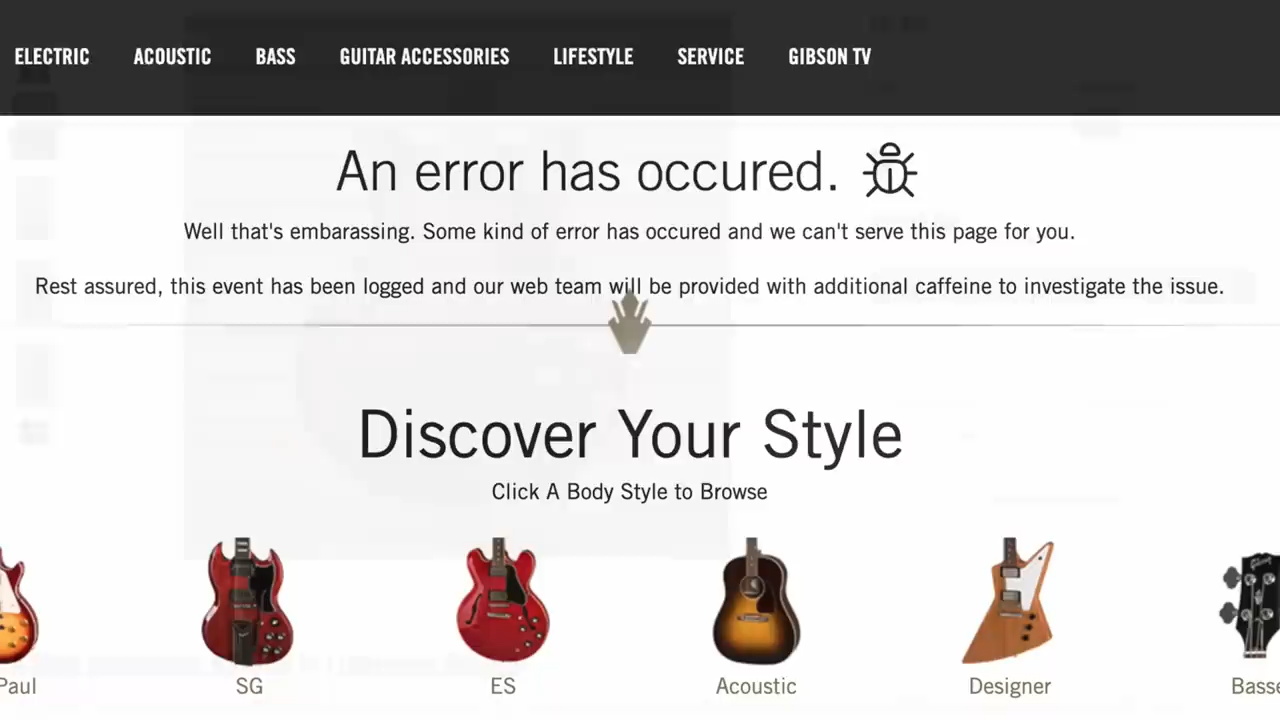 ELECTRIC ACOUSTIC BASS GUITAR ACCESSORIES LIFESTYLE SERVICE GIBSON TV
An error has occured.
Well that's embarassing. Some kind of error has occured and we can't serve this page for you.
Rest assured, this event has been logged and our web team will be provided with additional caffeine to investigate the issue.
Discover Your Style
Click A Body Style to Browse
Paul SG ES Acoustic Designer Basse